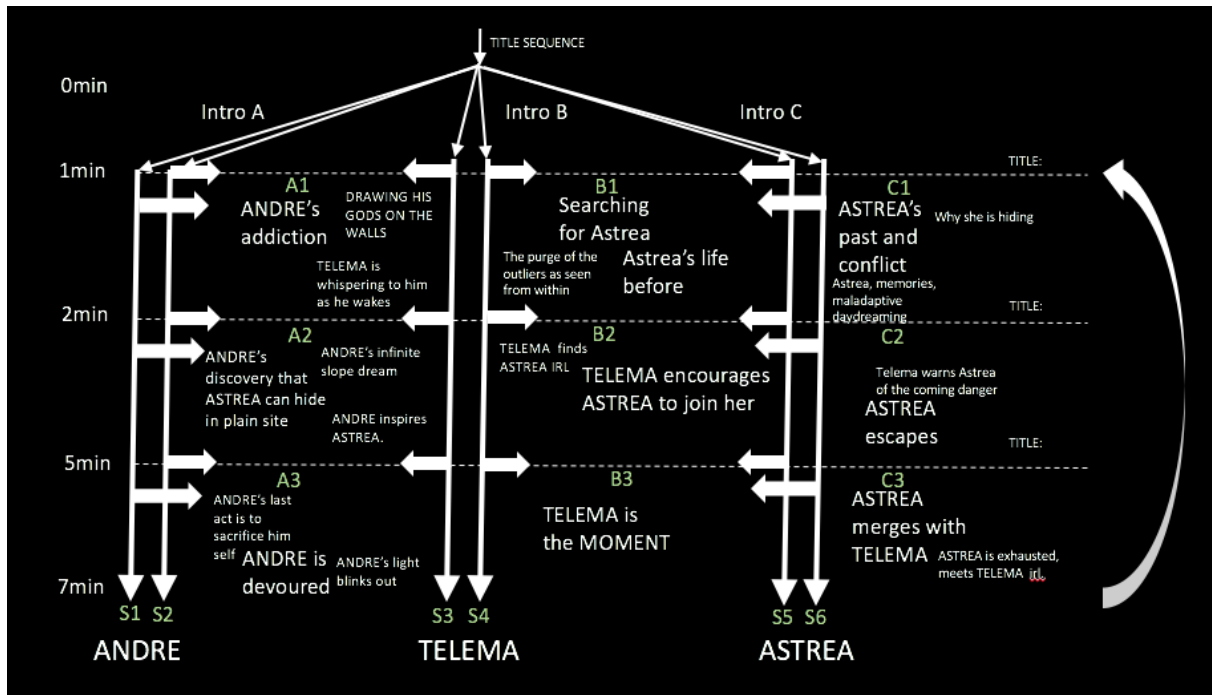 TITLE SEQUENCE
0min
Intro A
Intro B
Intro C
1min
TITLE:
A1
ANDRE's
addiction
DRAWING HIS
GODS ON THE
WALLS
TELEMA is
whispering to him
as he wakes
B1
Searching
for Astrea
The purge of the
outliers as seen
from within
Astrea's life
before
C1
ASTREA's
past and
conflict
Why she is hiding
Astrea, memories,
maladaptive
daydreaming
2min
TITLE:
A2
ANDRE's
discovery that
ASTREA can hide
in plain site
ANDRE's infinite
slope dream
ANDRE inspires
ASTREA.
B2
TELEMA finds
ASTREA IRL
TELEMA encourages
ASTREA to join her
C2
Telema warns Astrea
of the coming danger
ASTREA
escapes
5min
TITLE:
A3
ANDRE's last
act is to
sacrifice him
self
ANDRE is
devoured
ANDRE's light
blinks out
B3
TELEMA is
the MOMENT
C3
ASTREA
merges with
TELEMA
ASTREA is exhausted,
meets TELEMA irl.
7min
S1
S2
S3
S4
S5
S6
ANDRE
TELEMA
ASTREA